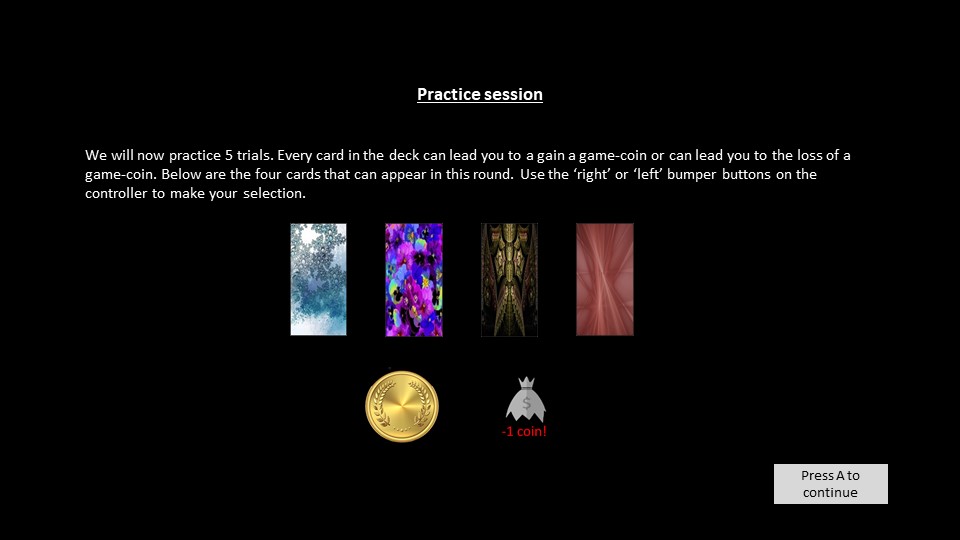 Practice session
We will now practice 5 trials. Every card in the deck can lead you to a gain a game-coin or can lead you to the loss of a
game-coin. Below are the four cards that can appear in this round. Use the ‘right’ or ‘left’ bumper buttons on the
controller to make your selection.
$
-1 coin!
Press A to
continue